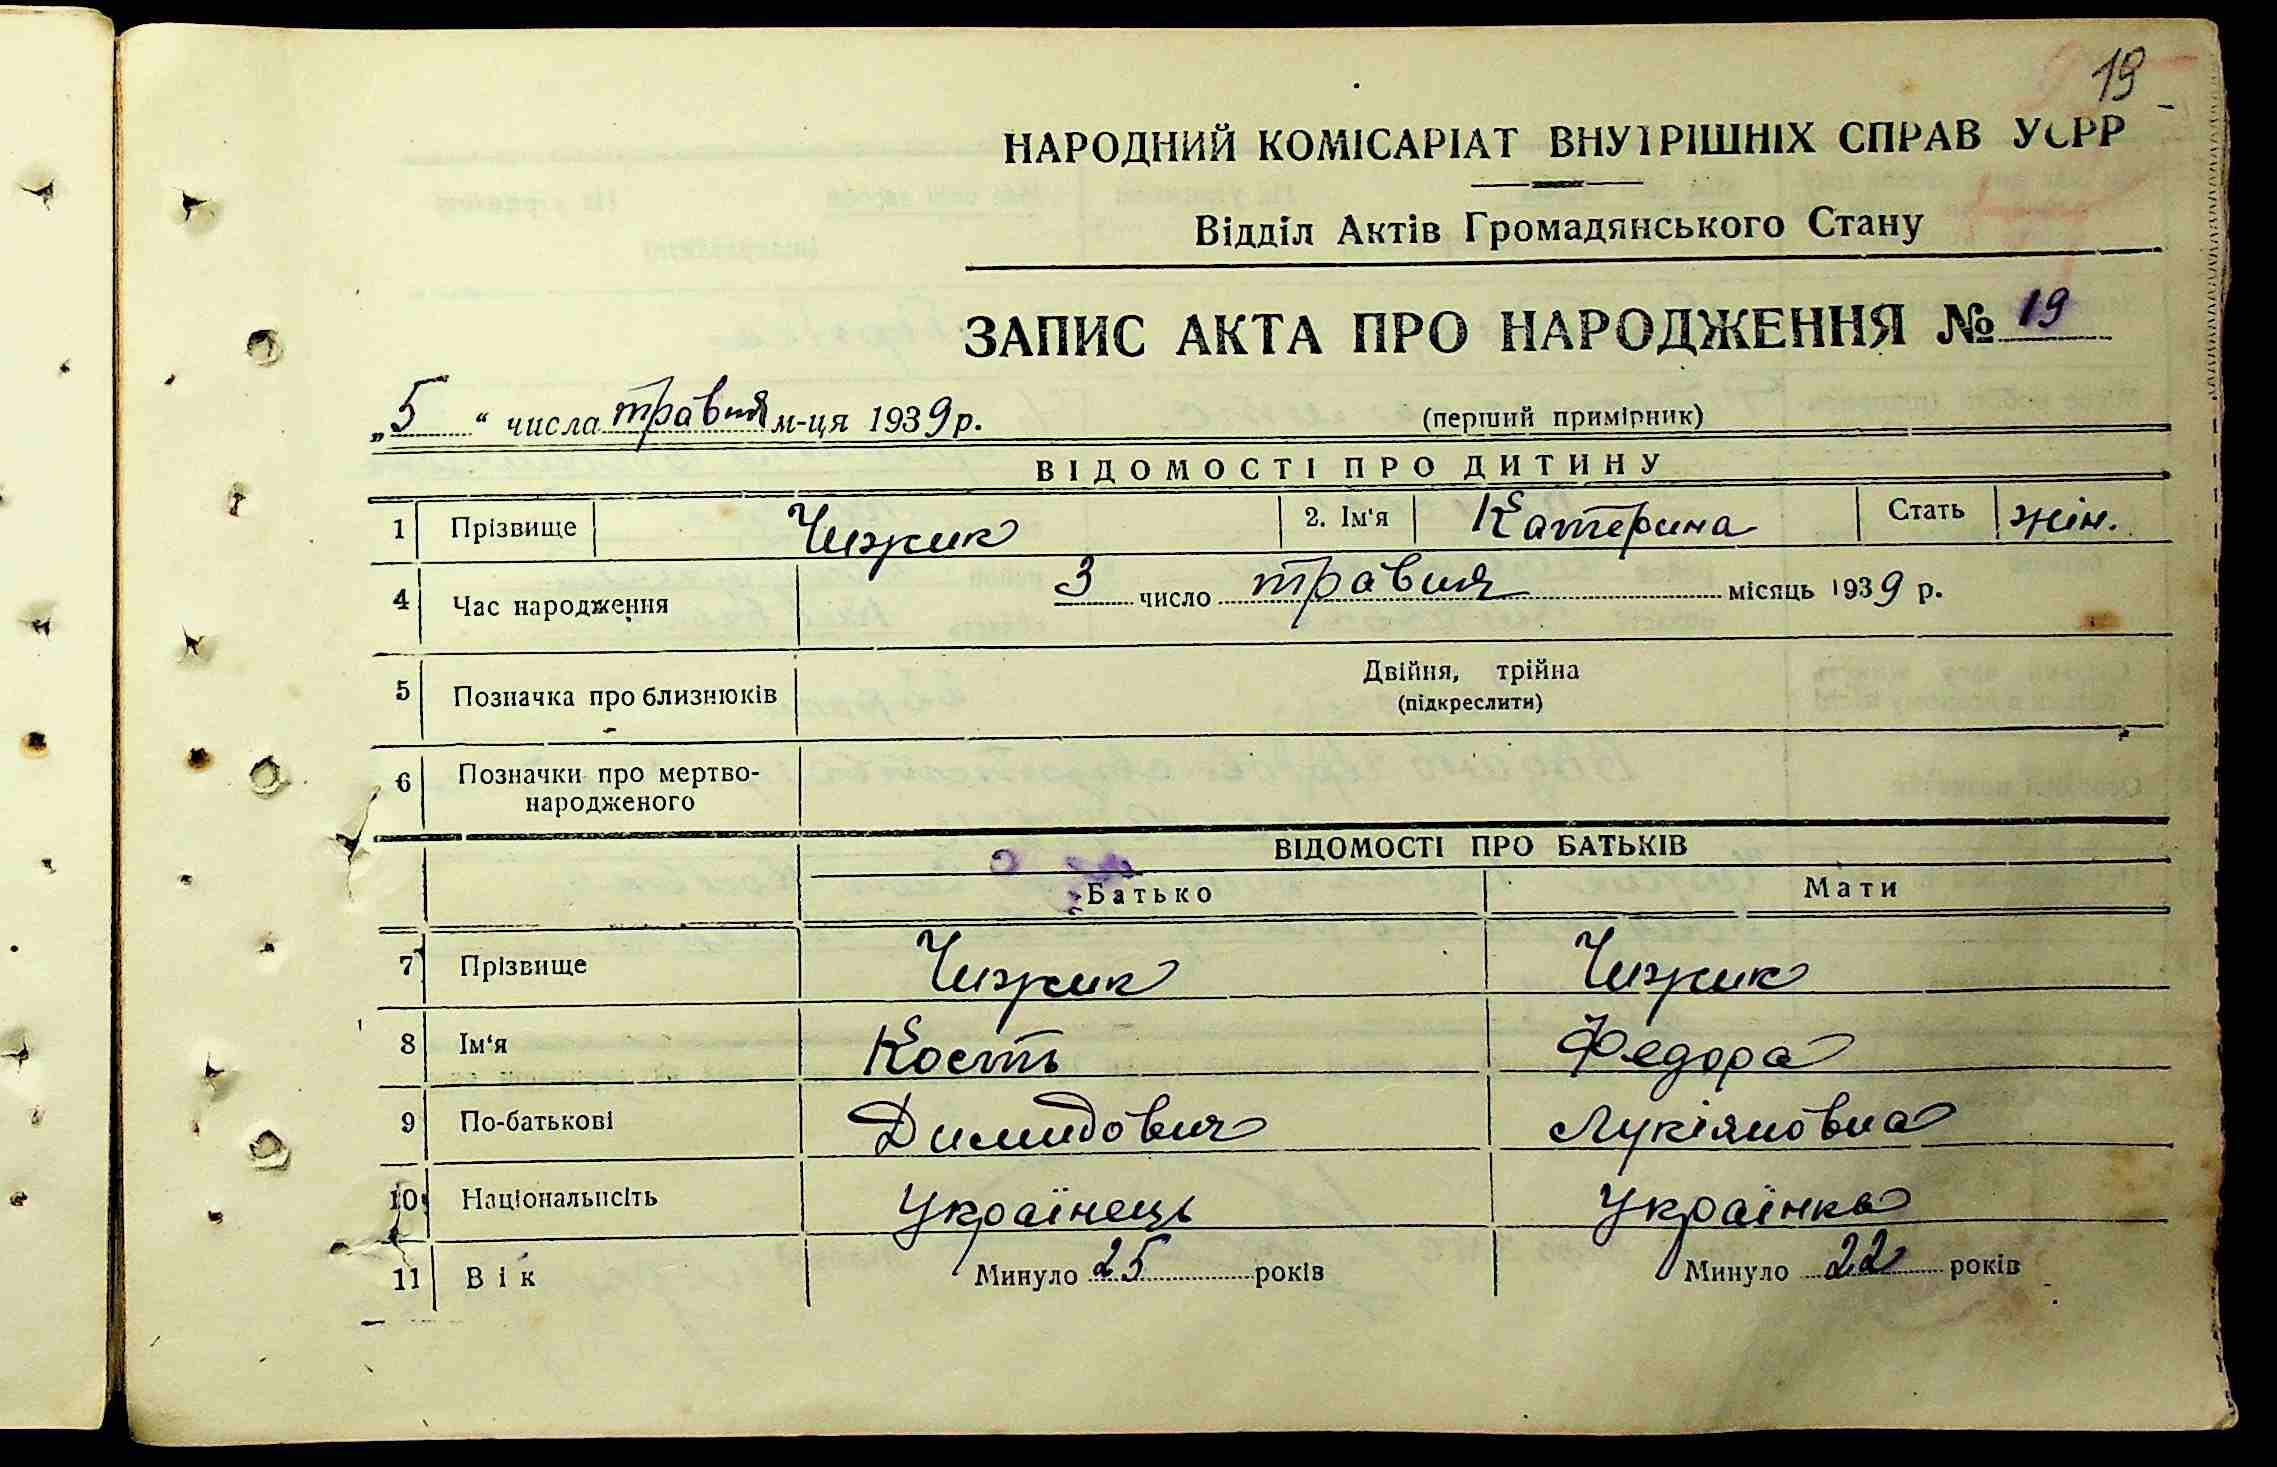 19
НАРОДНИЙ КОМІСАРІАТ ВНУТРІШНІХ СПРАВ УСРР
Відділ Актів Громадянського Стану
ЗАПИС АКТА ПРО НАРОДЖЕННЯ № 19
„5“ числа травня м-ця 1939 р.
(перший примірник)
ВІДОМОСТІ ПРО ДИТИНУ
1 Прізвище Чижик 2. Ім'я Катерина Стать жін.
4 Час народження 3 число травня місяць 1939 р.
5 Позначка про близнюків Двійня, трійна
(підкреслити)
6 Позначки про мертво-
народженого
ВІДОМОСТІ ПРО БАТЬКІВ
Батько Мати
7 Прізвище Чижик Чижик
8 Ім'я Кость Федора
9 По-батькові Димидович Лукіяновна
10 Національнсіть Українець Українка
11 Вік Минуло 25 років Минуло 22 років